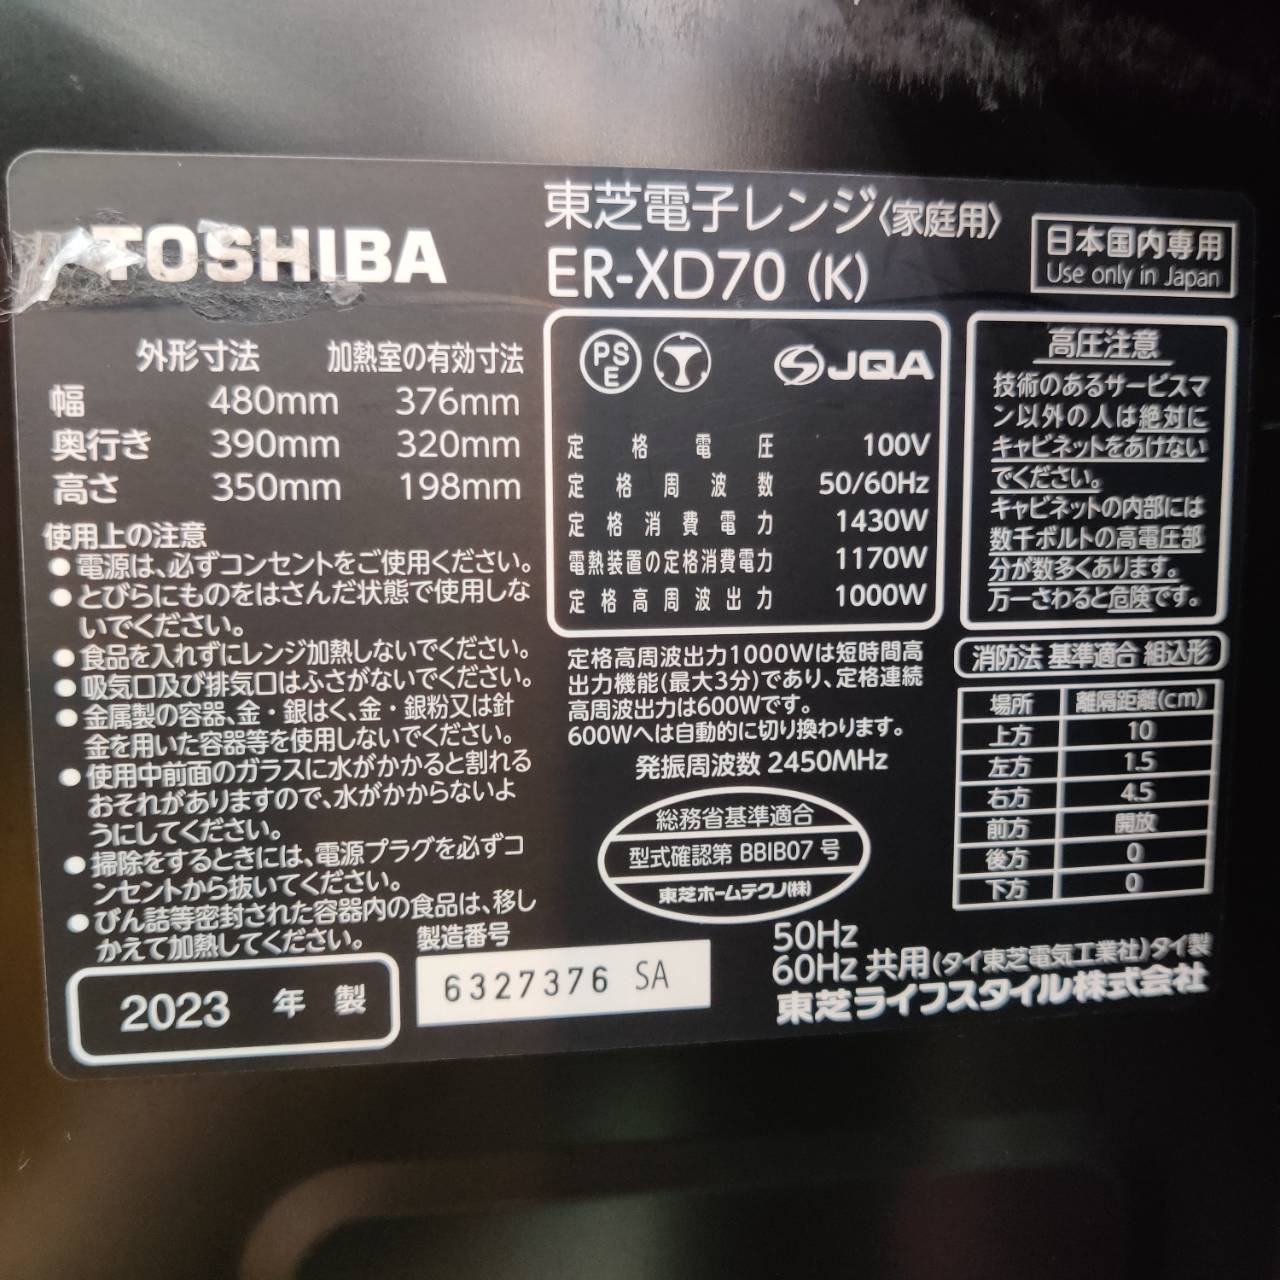 TOSHIBA
東芝電子レンジ〈家庭用〉
ER-XD70 (K)
日本国内専用
Use only in Japan
外形寸法 加熱室の有効寸法
幅 480mm 376mm
奥行き 390mm 320mm
高さ 350mm 198mm
使用上の注意
●電源は、必ずコンセントをご使用ください。
●とびらにものをはさんだ状態で使用しな
いでください。
●食品を入れずにレンジ加熱しないでください。
●吸気口及び排気口はふさがないでください。
●金属製の容器、金・銀はく、金・銀粉又は針
金を用いた容器等を使用しないでください。
●使用中前面のガラスに水がかかると割れる
おそれがありますので、水がかからないよ
うにしてください。
●掃除をするときには、電源プラグを必ずコ
ンセントから抜いてください。
●びん詰等密封された容器内の食品は、移し
かえて加熱してください。
2023 年 製
製造番号
6327376 SA
PS
E
JQA
定格電圧 100V
定格周波数 50/60Hz
定格消費電力 1430W
電熱装置の定格消費電力 1170W
定格高周波出力 1000W
定格高周波出力1000Wは短時間高
出力機能(最大3分)であり、定格連続
高周波出力は600Wです。
600Wへは自動的に切り換わります。
発振周波数 2450MHz
総務省基準適合
型式確認第 BBIB07 号
東芝ホームテクノ(株)
高圧注意
技術のあるサービスマ
ン以外の人は絶対に
キャビネットをあけない
でください。
キャビネットの内部には
数千ボルトの高電圧部
分が数多くあります。
万一さわると危険です。
消防法 基準適合 組込形
場所 離隔距離(cm)
上方 10
左方 1.5
右方 4.5
前方 開放
後方 0
下方 0
50Hz
60Hz 共用 (タイ東芝電気工業社)タイ製
東芝ライフスタイル株式会社